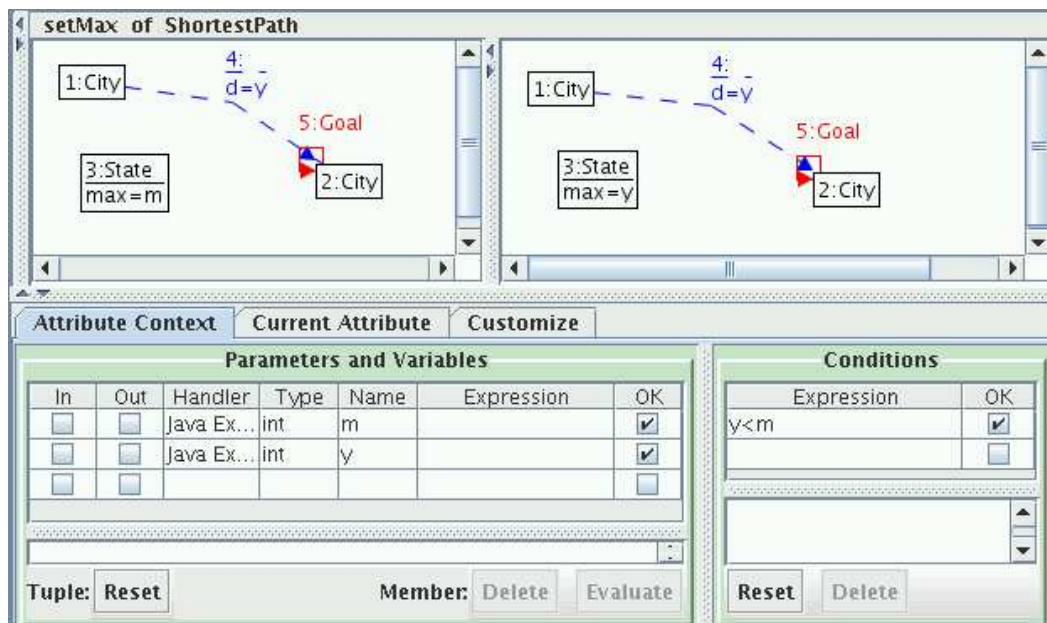 setMax of ShortestPath
1:City
4:
d=y
5:Goal
3:State
max=m
2:City
1:City
4:
d=y
5:Goal
3:State
max=y
2:City
Attribute Context Current Attribute Customize
Parameters and Variables
In Out Handler Type Name Expression OK
Java Ex... int m
Java Ex... int y
Tuple: Reset Member: Delete Evaluate
Conditions
Expression OK
y<m
Reset Delete